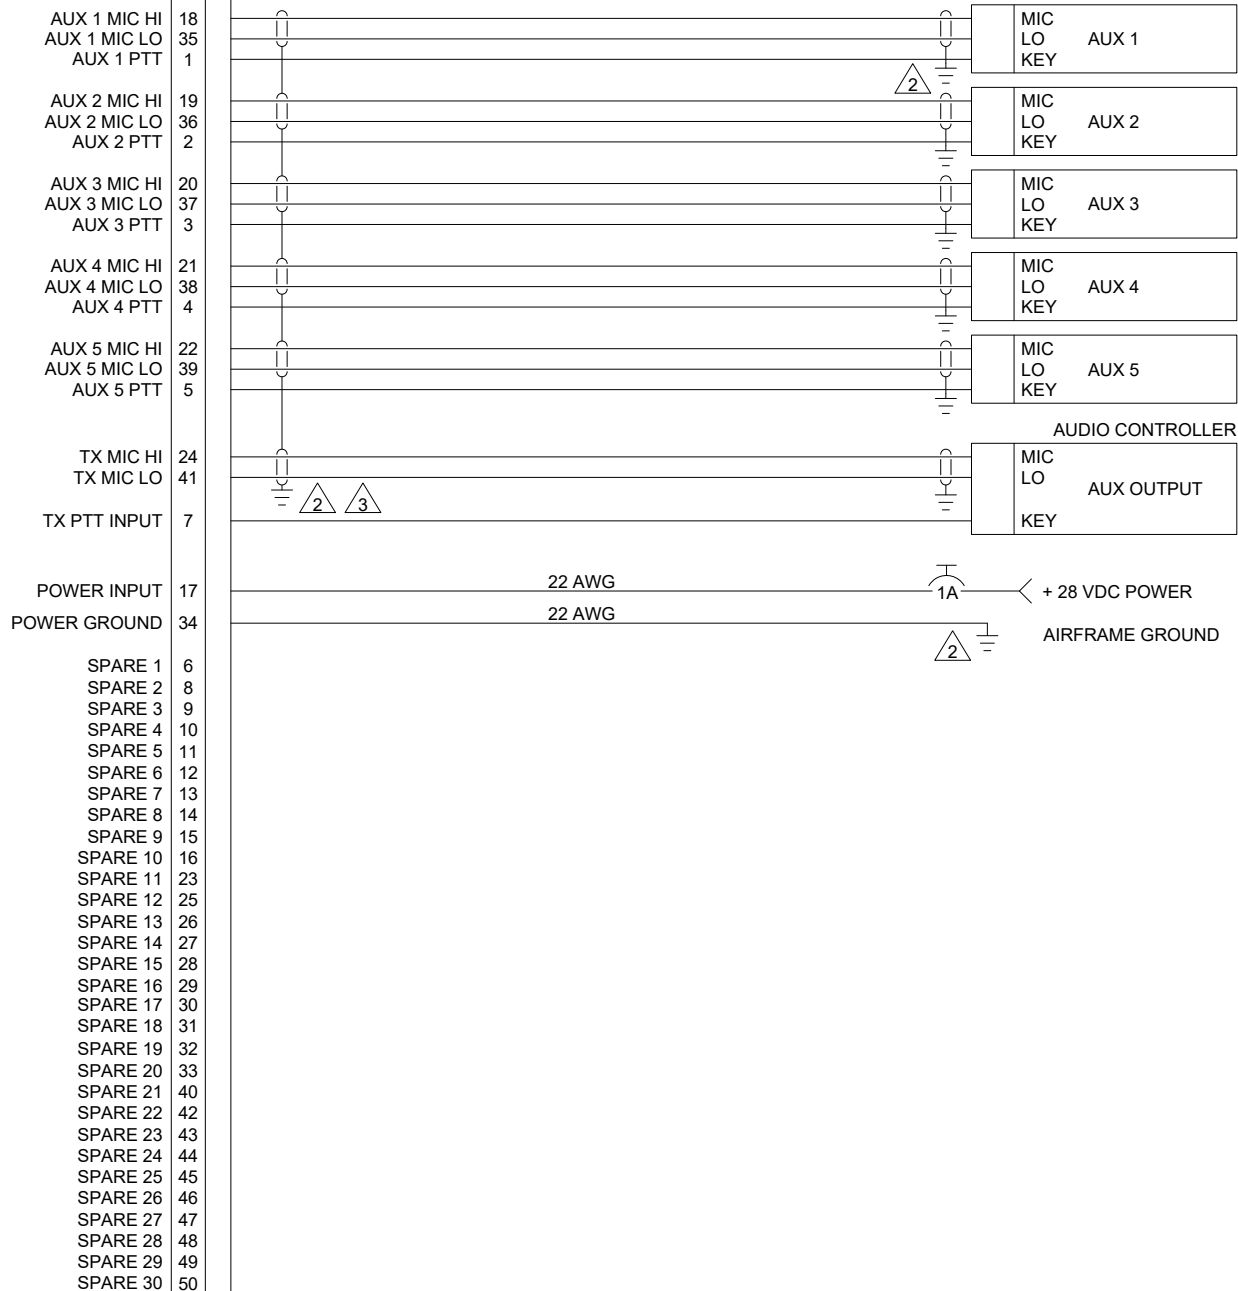 AUX 1 MIC HI 18 MIC
AUX 1 MIC LO 35 LO AUX 1
AUX 1 PTT 1 KEY
2
AUX 2 MIC HI 19 MIC
AUX 2 MIC LO 36 LO AUX 2
AUX 2 PTT 2 KEY
AUX 3 MIC HI 20 MIC
AUX 3 MIC LO 37 LO AUX 3
AUX 3 PTT 3 KEY
AUX 4 MIC HI 21 MIC
AUX 4 MIC LO 38 LO AUX 4
AUX 4 PTT 4 KEY
AUX 5 MIC HI 22 MIC
AUX 5 MIC LO 39 LO AUX 5
AUX 5 PTT 5 KEY
AUDIO CONTROLLER
TX MIC HI 24 MIC
TX MIC LO 41 LO
AUX OUTPUT
2 3
TX PTT INPUT 7 KEY
22 AWG
POWER INPUT 17 1A + 28 VDC POWER
22 AWG
POWER GROUND 34
AIRFRAME GROUND
2
SPARE 1 6
SPARE 2 8
SPARE 3 9
SPARE 4 10
SPARE 5 11
SPARE 6 12
SPARE 7 13
SPARE 8 14
SPARE 9 15
SPARE 10 16
SPARE 11 23
SPARE 12 25
SPARE 13 26
SPARE 14 27
SPARE 15 28
SPARE 16 29
SPARE 17 30
SPARE 18 31
SPARE 19 32
SPARE 20 33
SPARE 21 40
SPARE 22 42
SPARE 23 43
SPARE 24 44
SPARE 25 45
SPARE 26 46
SPARE 27 47
SPARE 28 48
SPARE 29 49
SPARE 30 50